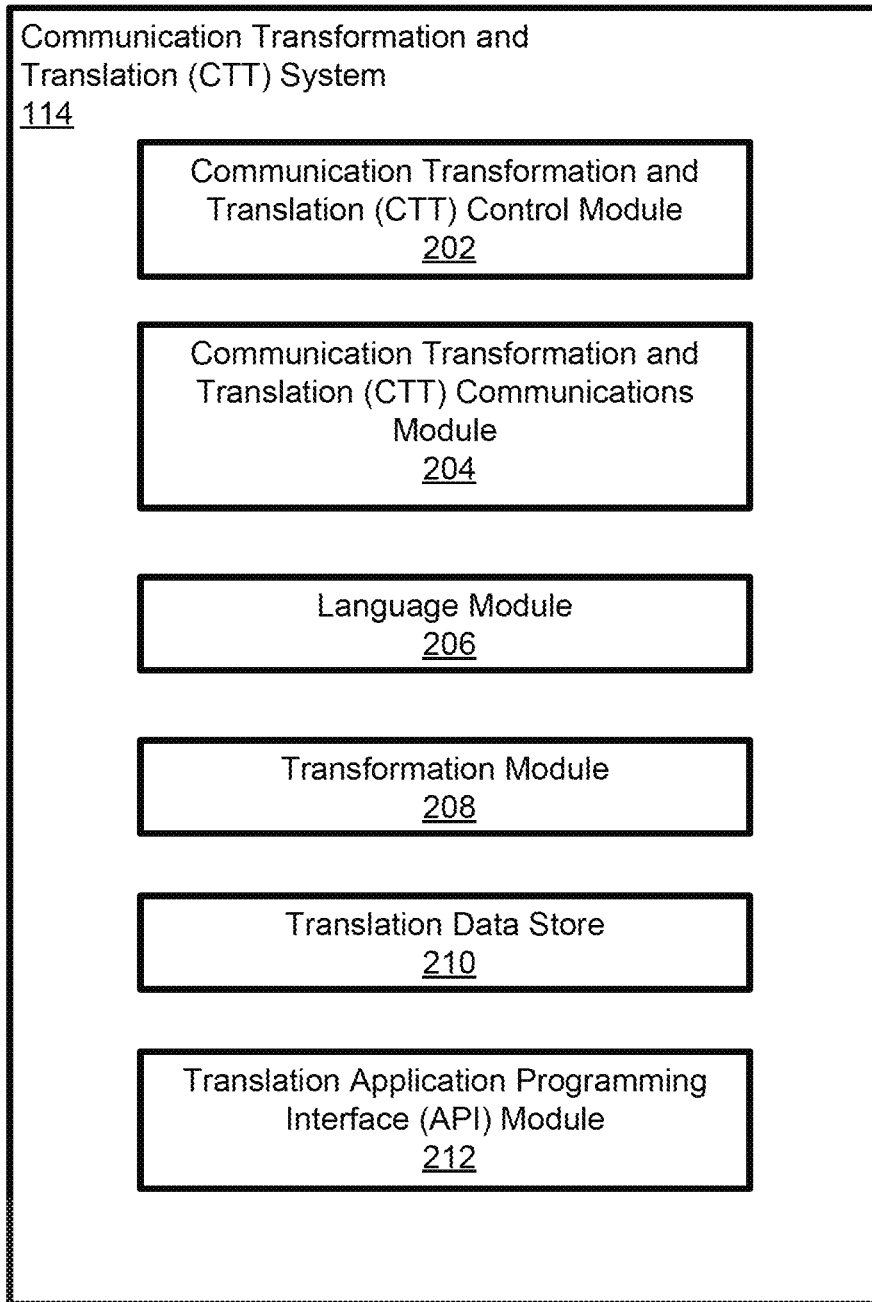 Communication Transformation and
Translation (CTT) System
114
Communication Transformation and
Translation (CTT) Control Module
202
Communication Transformation and
Translation (CTT) Communications
Module
204
Language Module
206
Transformation Module
208
Translation Data Store
210
Translation Application Programming
Interface (API) Module
212